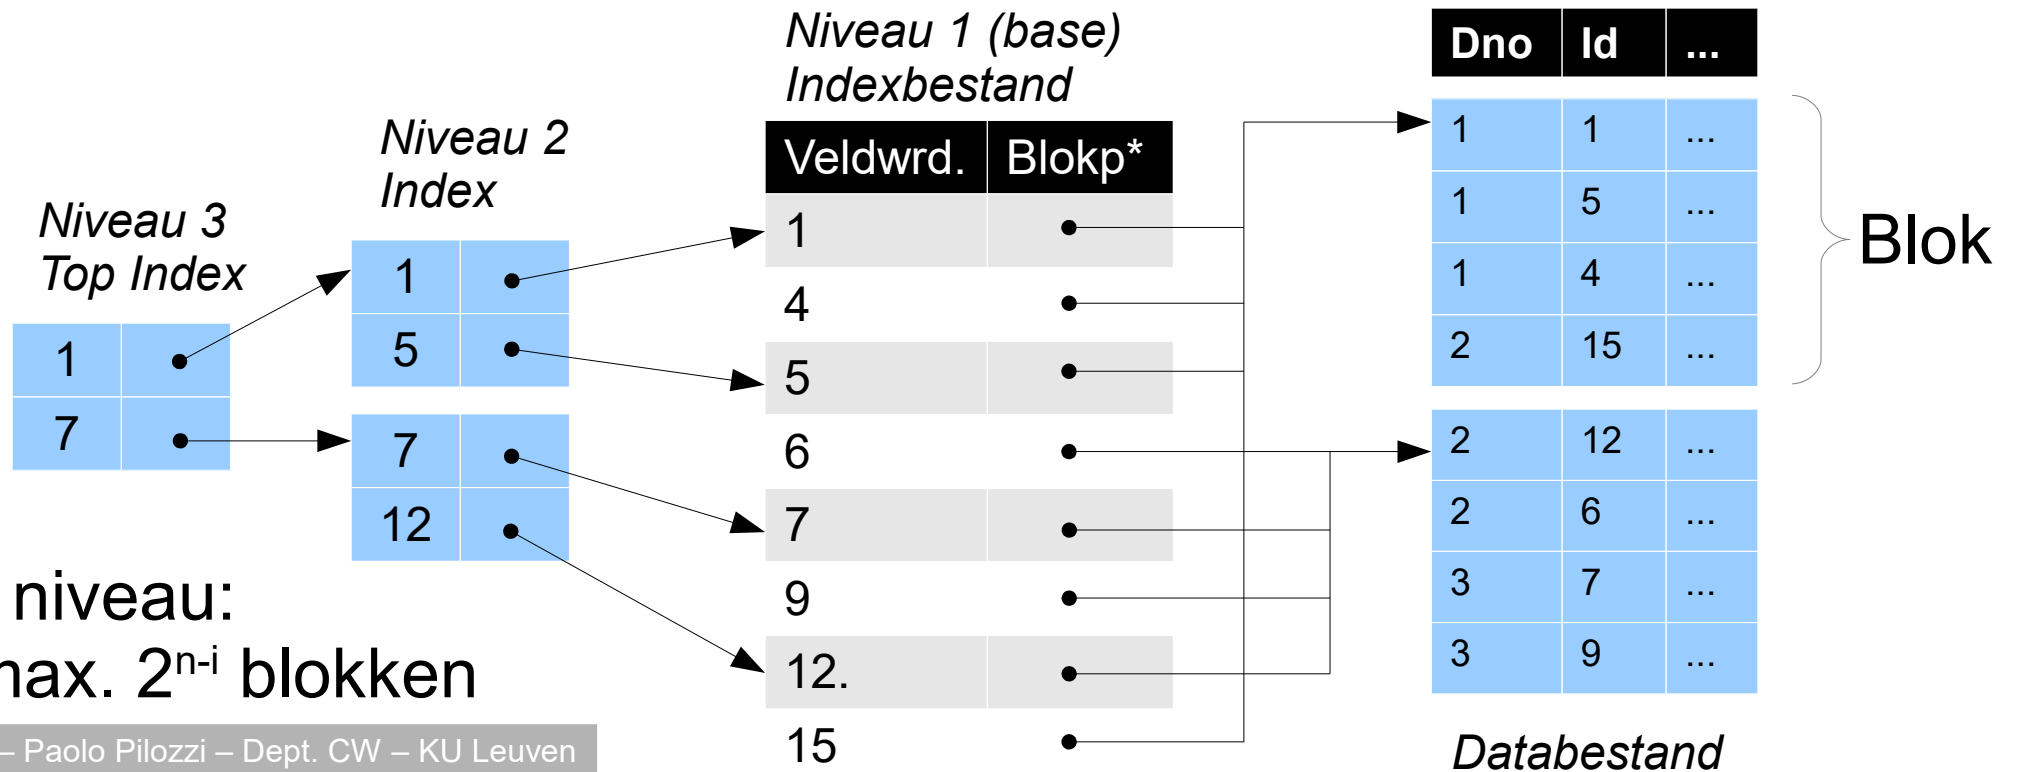 Niveau 3
Top Index
1
7
Niveau 2
Index
1
5
7
12
Niveau 1 (base)
Indexbestand
Veldwrd. Blokp*
1
4
5
6
7
9
12.
15
Dno Id ...
1 1 ...
1 5 ...
1 4 ...
2 15 ...
2 12 ...
2 6 ...
3 7 ...
3 9 ...
Blok
Databestand
niveau:
max. 2ⁿ⁻ⁱ blokken
– Paolo Pilozzi – Dept. CW – KU Leuven